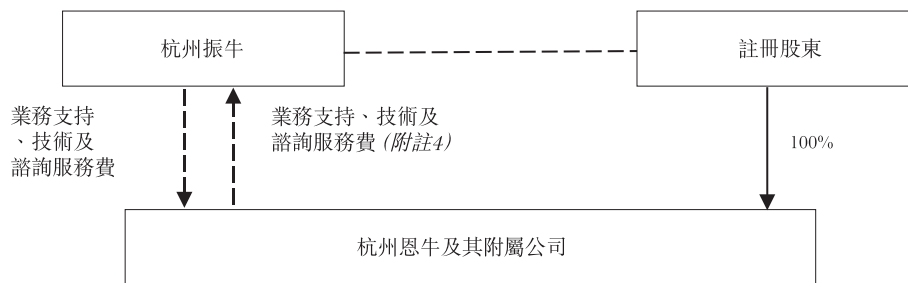 杭州振牛
註冊股東
業務支持
、技術及
諮詢服務費
業務支持、技術及
諮詢服務費 (附註4)
100%
杭州恩牛及其附屬公司